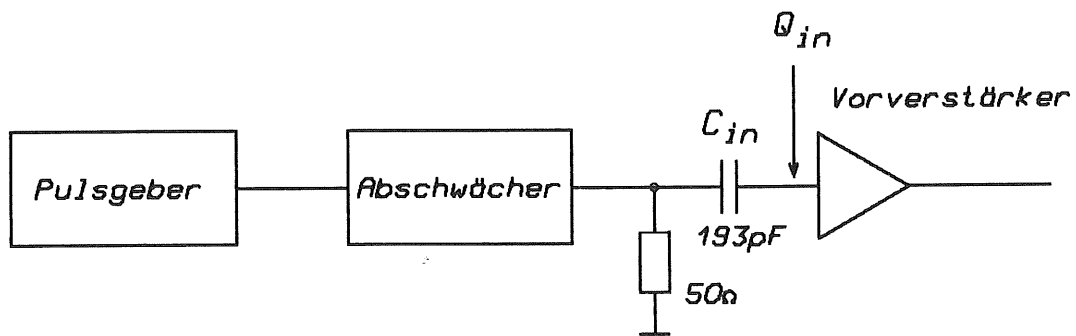 Q_in
Vorverstärker
C_in
Pulsgeber
Abschwächer
193pF
50Ω